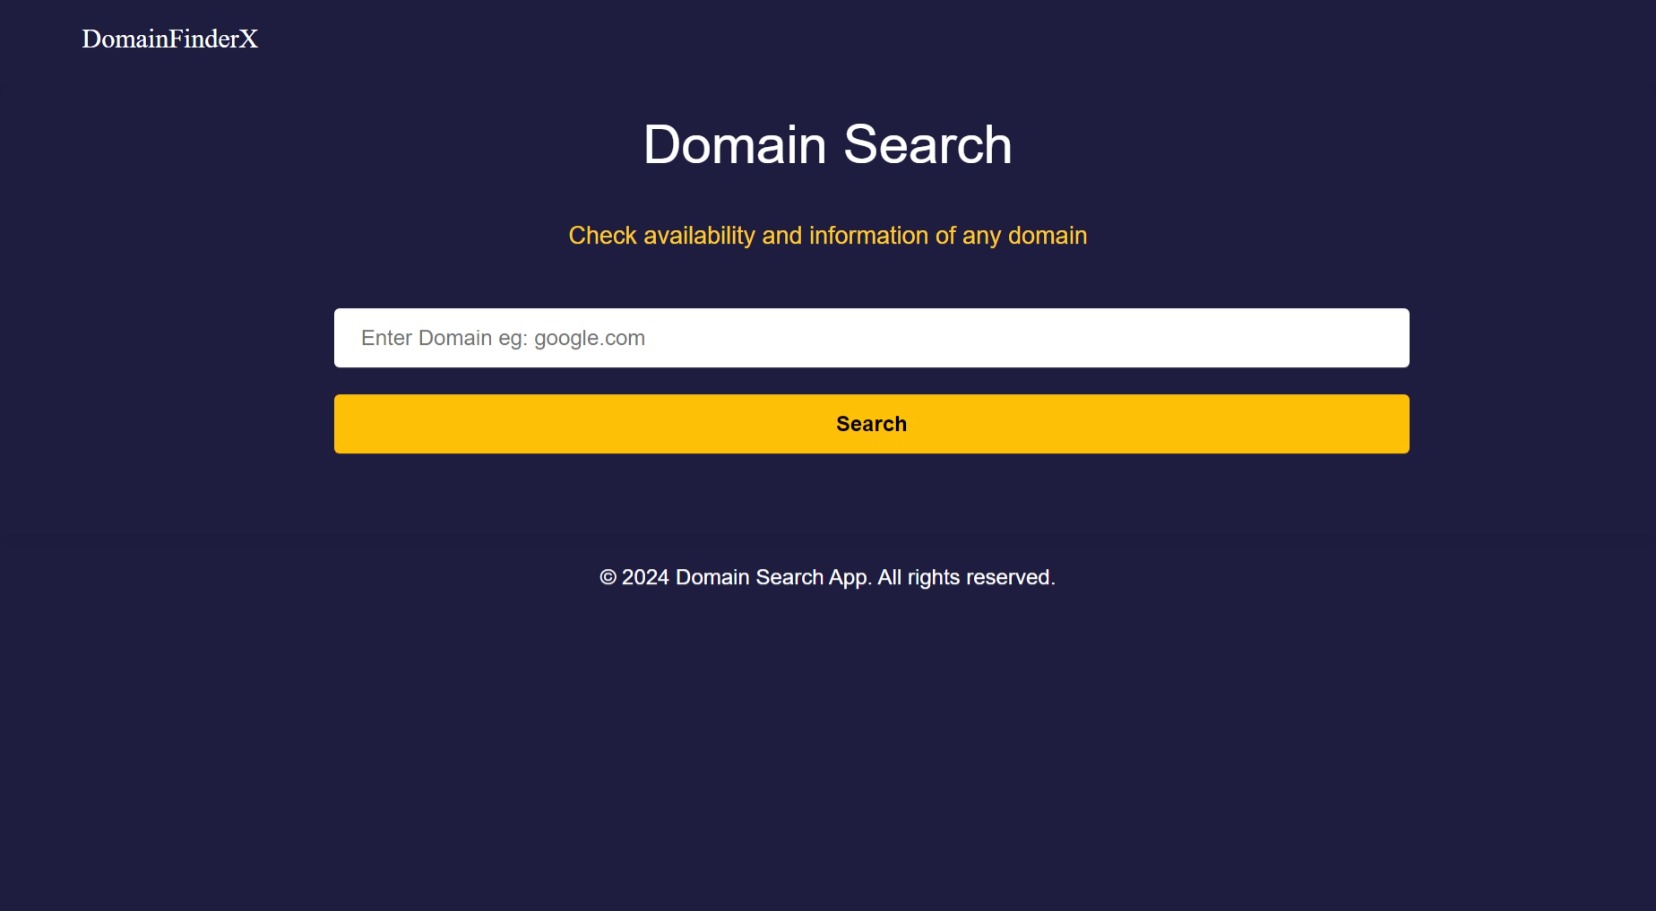 DomainFinderX
Domain Search
Check availability and information of any domain
Enter Domain eg: google.com
Search
© 2024 Domain Search App. All rights reserved.